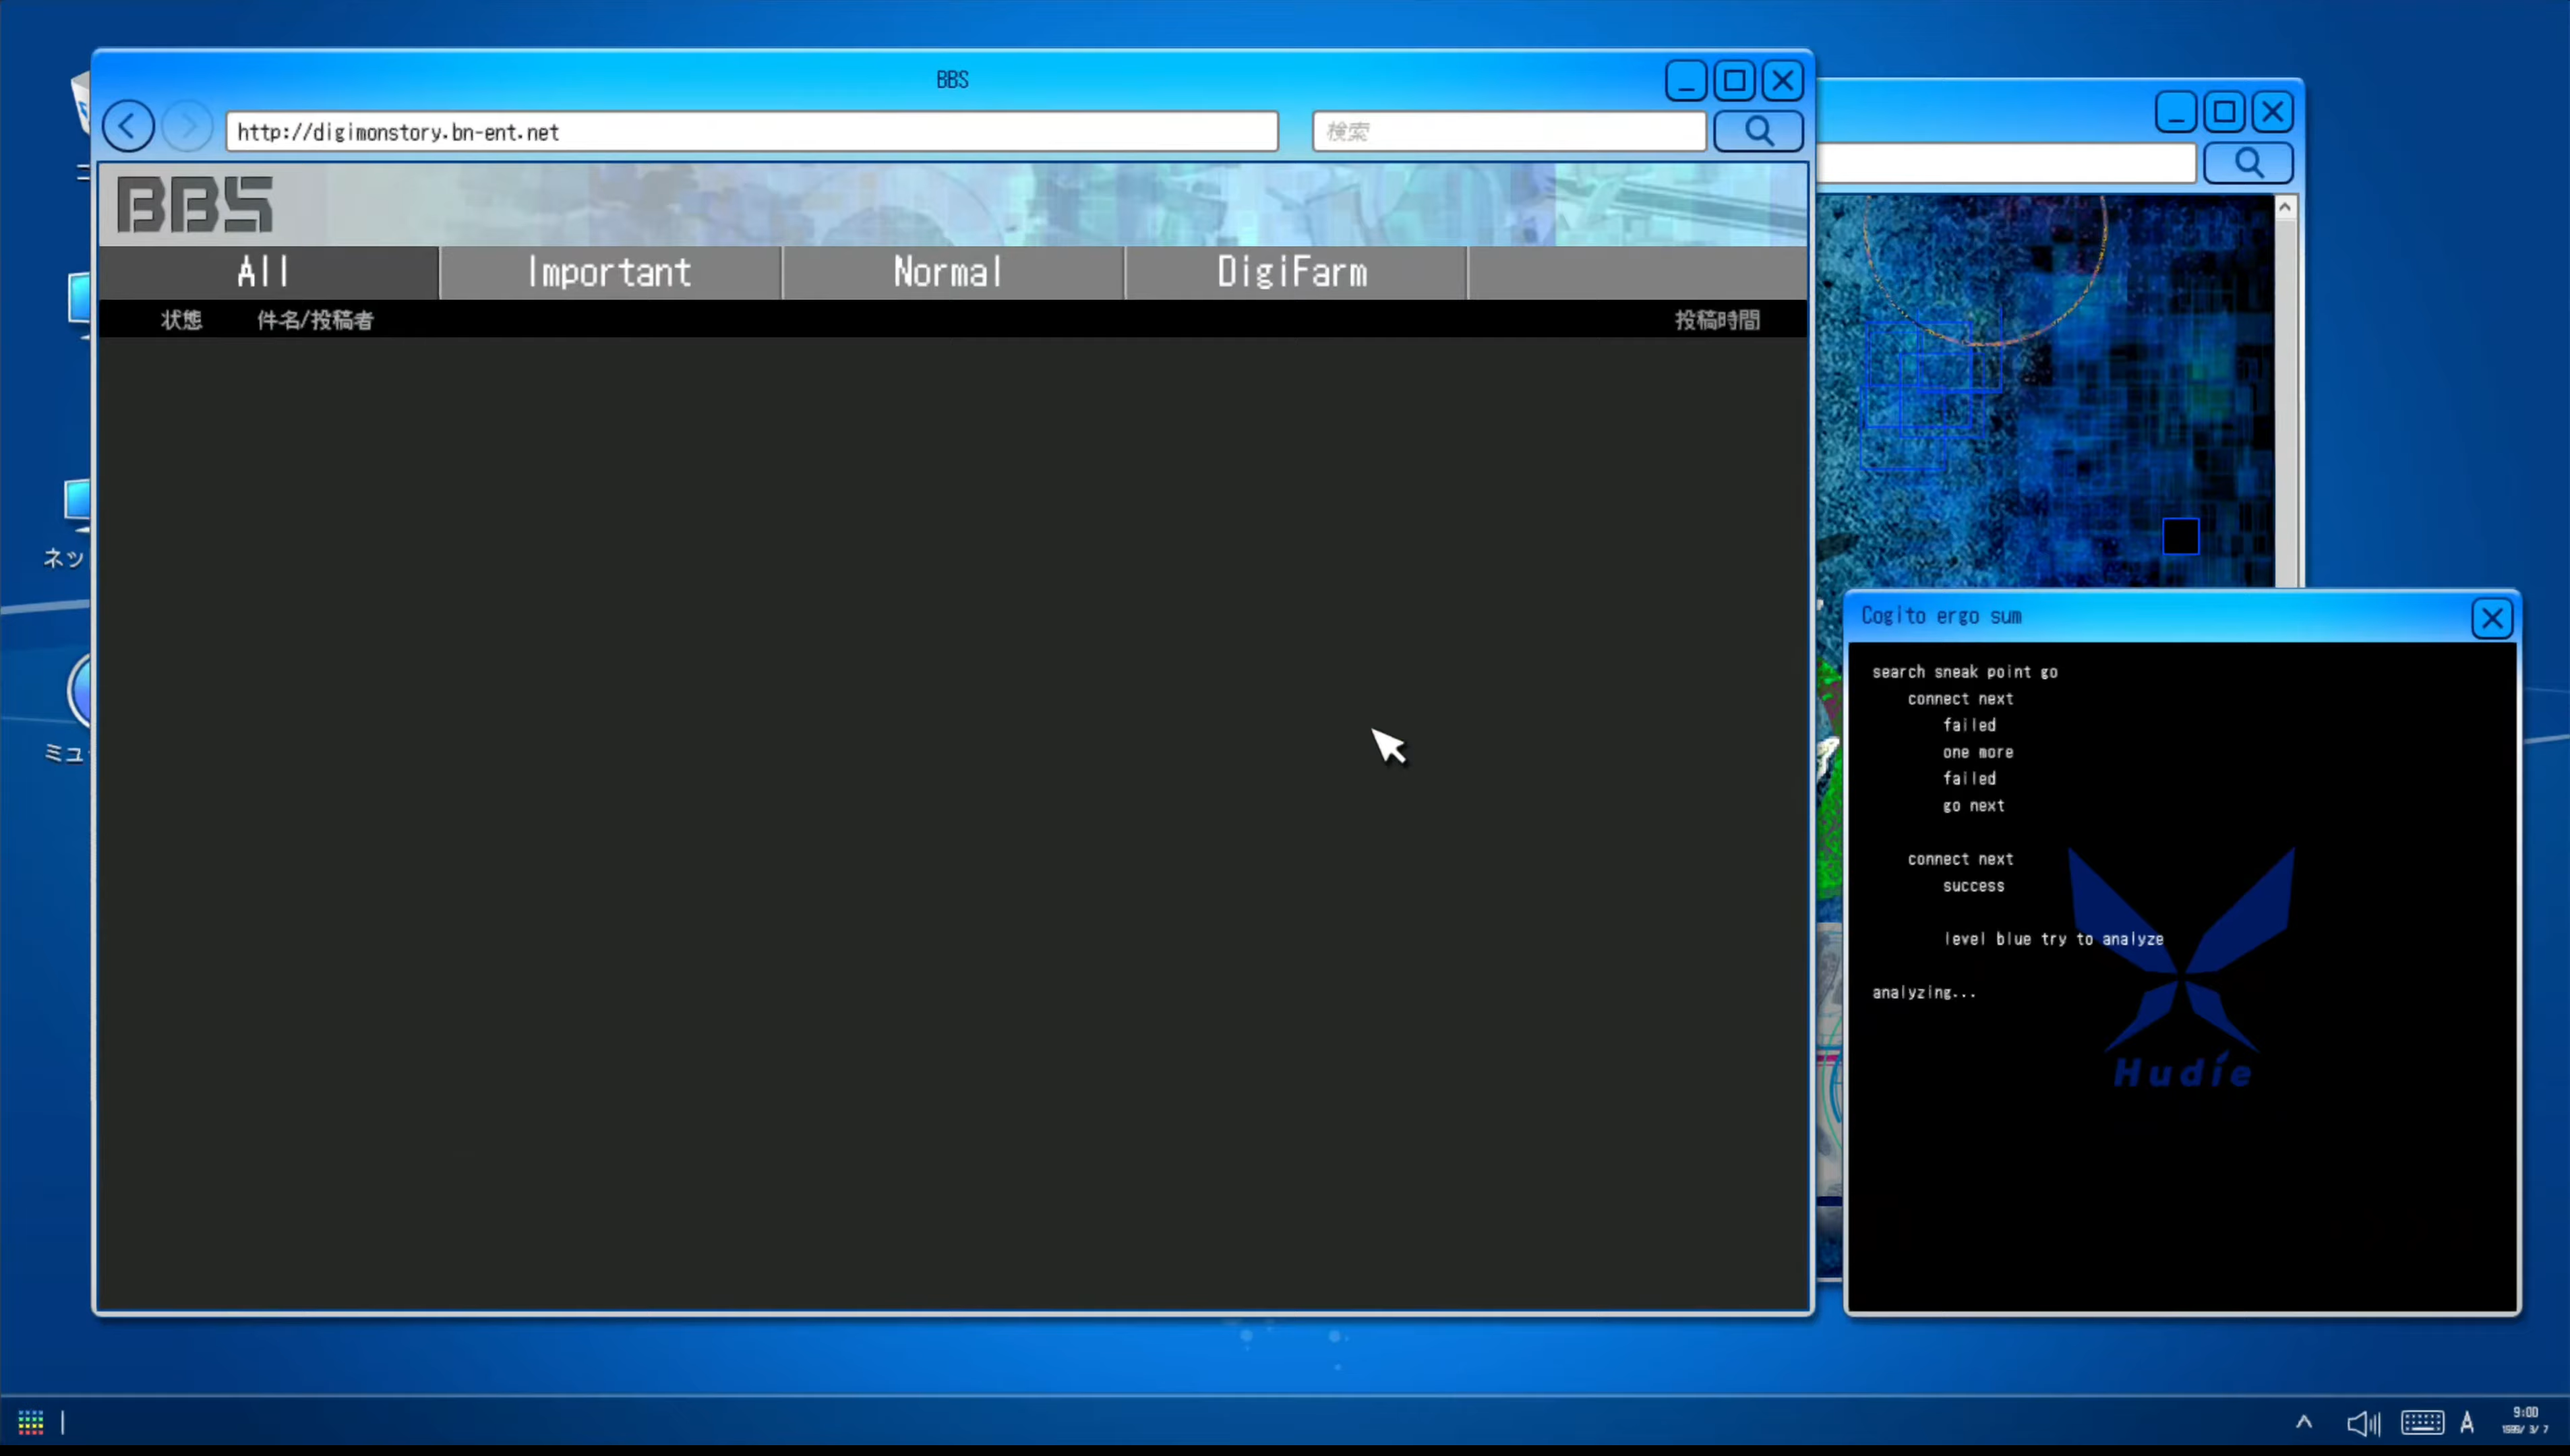 BBS
http://digimonstory.bn-ent.net
検索
BBS
All
Important
Normal
DigiFarm
状態
件名/投稿者
投稿時間
ネッ
ミュ
Cogito ergo sum
search sneak point go
connect next
failed
one more
failed
go next
connect next
success
level blue try to analyze
analyzing...
Hudie
A
9:00